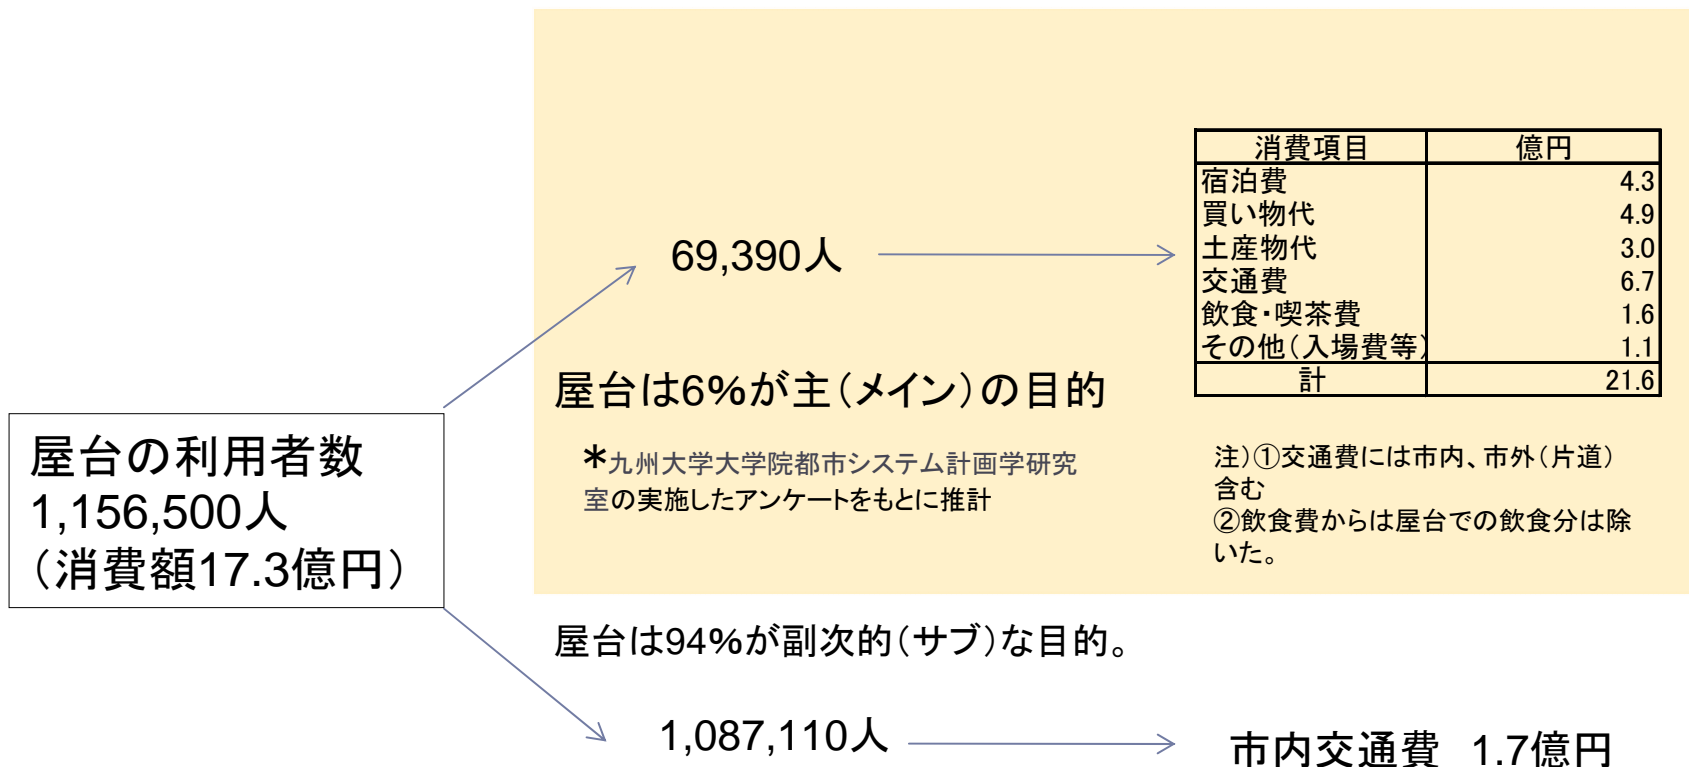 屋台の利用者数
1,156,500人
（消費額17.3億円）
69,390人
屋台は6%が主（メイン）の目的
*九州大学大学院都市システム計画学研究
室の実施したアンケートをもとに推計
消費項目 億円
宿泊費 4.3
買い物代 4.9
土産物代 3.0
交通費 6.7
飲食・喫茶費 1.6
その他（入場費等） 1.1
計 21.6
注）①交通費には市内、市外（片道）
含む
②飲食費からは屋台での飲食分は除
いた。
屋台は94%が副次的（サブ）な目的。
1,087,110人
市内交通費 1.7億円